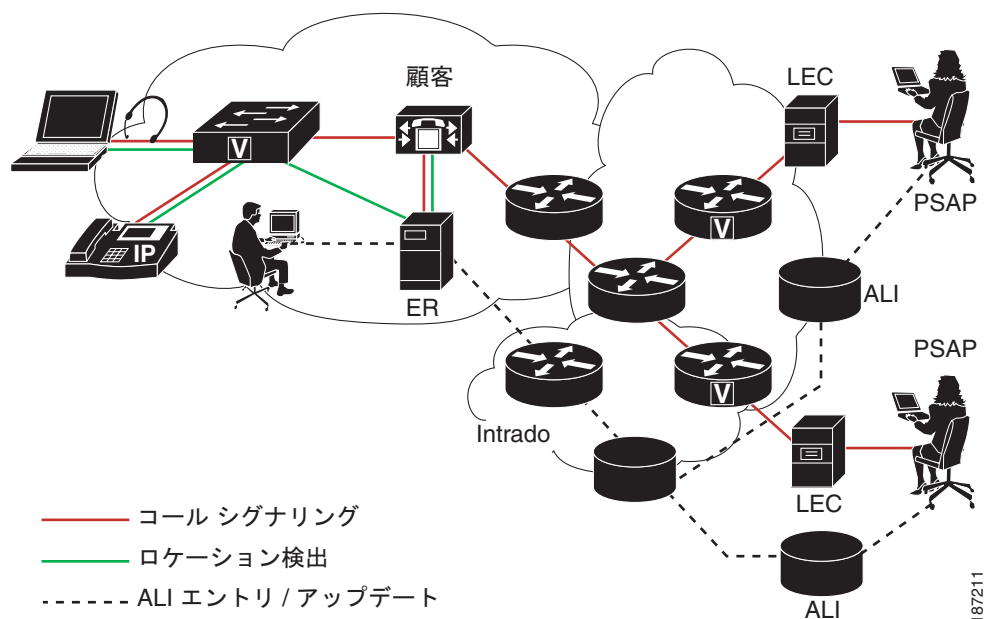 顧客
LEC
V
IP
ER
PSAP
V
ALI
PSAP
V
Intrado
LEC
ALI
コール シグナリング
ロケーション検出
ALI エントリ / アップデート
187211